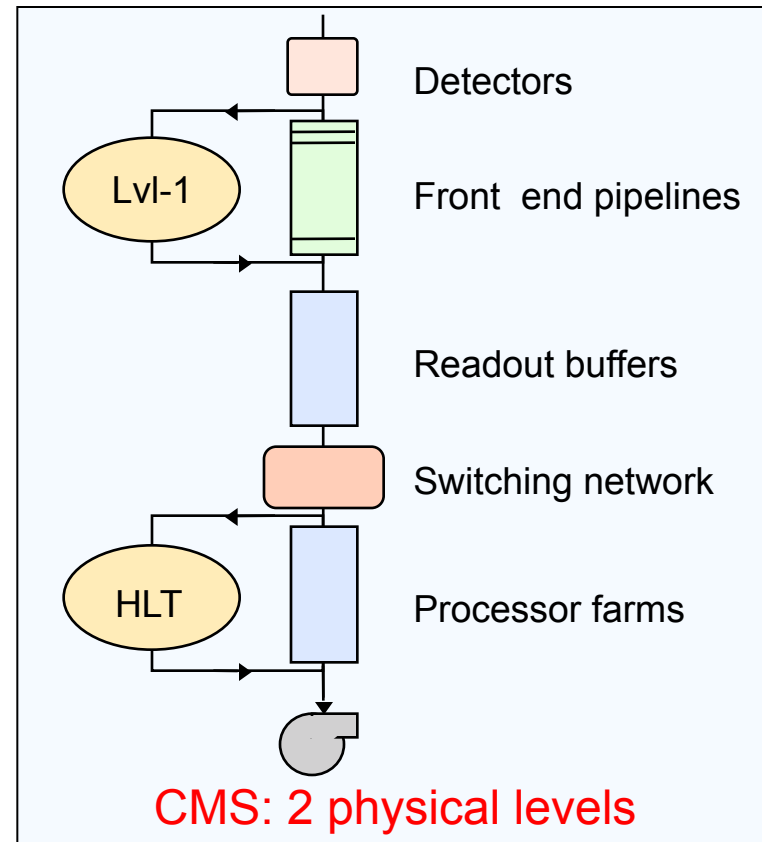 Detectors
Lvl-1
Front end pipelines
Readout buffers
Switching network
HLT
Processor farms
CMS: 2 physical levels